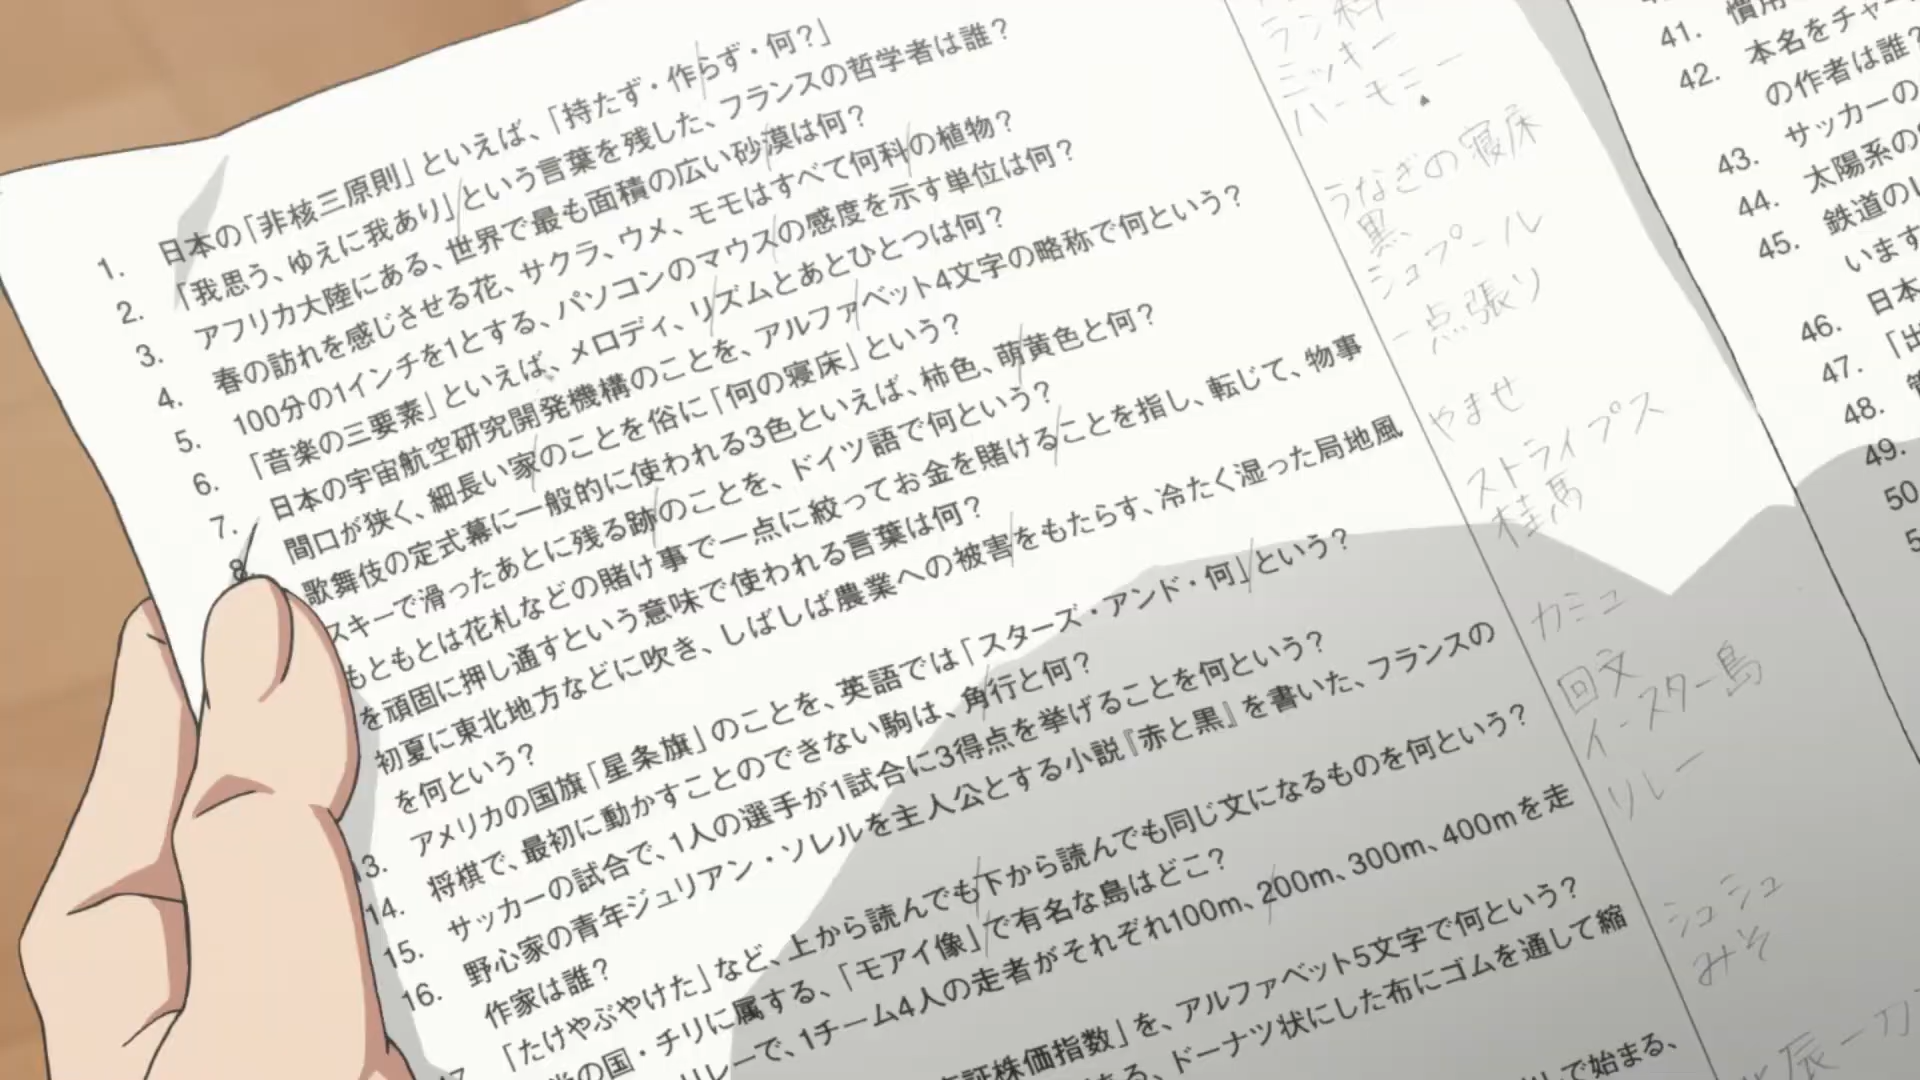 1. 日本の「非核三原則」といえば、「持たず・作らず・何?」
2. 「我思う、ゆえに我あり」という言葉を残した、フランスの哲学者は誰?
3. アフリカ大陸にある、世界で最も面積の広い砂漠は何?
4. 春の訪れを感じさせる花、サクラ、ウメ、モモはすべて何科の植物?
5. 100分の1インチを1とする、パソコンのマウスの感度を示す単位は何?
6. 「音楽の三要素」といえば、メロディ、リズムとあとひとつは何?
7. 日本の宇宙航空研究開発機構のことを、アルファベット4文字の略称で何という?
8. 間口が狭く、細長い家のことを俗に「何の寝床」という?
歌舞伎の定式幕に一般的に使われる3色といえば、柿色、萌黄色と何?
スキーで滑ったあとに残る跡のことを、ドイツ語で何という?
もともとは花札などの賭け事で一点に絞ってお金を賭けることを指し、転じて、物事
を頑固に押し通すという意味で使われる言葉は何?
初夏に東北地方などに吹き、しばしば農業への被害をもたらす、冷たく湿った局地風
を何という?
13. アメリカの国旗「星条旗」のことを、英語では「スターズ・アンド・何」という?
14. 将棋で、最初に動かすことのできない駒は、角行と何?
15. サッカーの試合で、1人の選手が1試合に3得点を挙げることを何という?
16. 野心家の青年ジュリアン・ソレルを主人公とする小説『赤と黒』を書いた、フランスの
作家は誰?
「たけやぶやけた」など、上から読んでも下から読んでも同じ文になるものを何という?
の国・チリに属する、「モアイ像」で有名な島はどこ?
リレーで、1チーム4人の走者がそれぞれ100m、200m、300m、400mを走
証株価指数」を、アルファベット5文字で何という?
る、ドーナツ状にした布にゴムを通して縮
で始まる、
ラン科
ニッキー
ハーモニー
うなぎの寝床
黒
シュプール
一点張り
やませ
ストライプス
桂馬
カミュ
回文
イースター島
リレー
シュシュ
みそ
辰一刀
41. 慣用
42. 本名をチャー
の作者は誰?
43. サッカーの
44. 太陽系の
45. 鉄道のレ
います
46. 日本
47. 「出
48.
49.
50
5